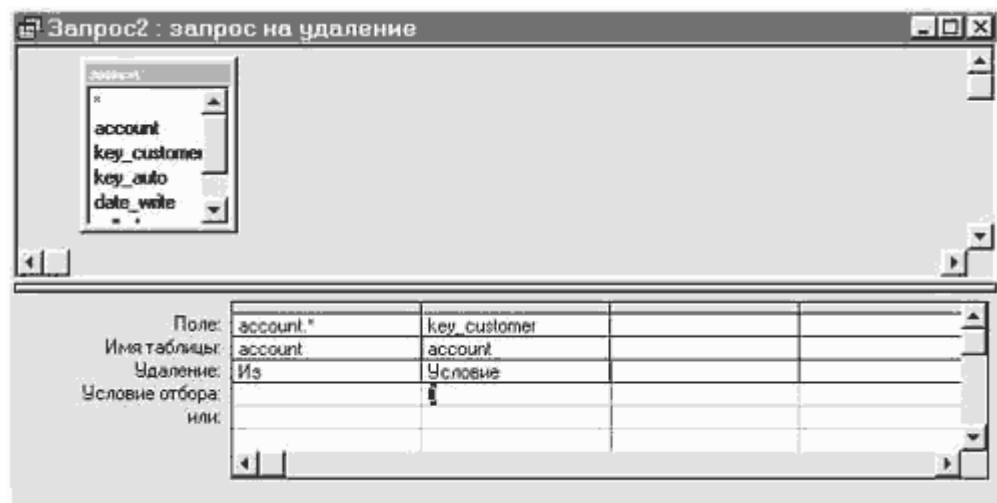 Запрос2 : запрос на удаление
account
*
account
key_customer
key_auto
date_write
Поле: account.* key_customer
Имя таблицы: account account
Удаление: Из Условие
Условие отбора:
или: